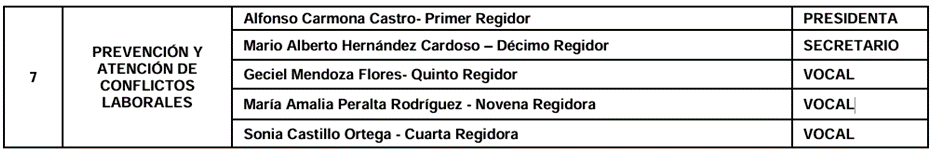 7
PREVENCIÓN Y
ATENCIÓN DE
CONFLICTOS
LABORALES
Alfonso Carmona Castro- Primer Regidor PRESIDENTA
Mario Alberto Hernández Cardoso – Décimo Regidor SECRETARIO
Geciel Mendoza Flores- Quinto Regidor VOCAL
María Amalia Peralta Rodríguez - Novena Regidora VOCAL
Sonia Castillo Ortega - Cuarta Regidora VOCAL